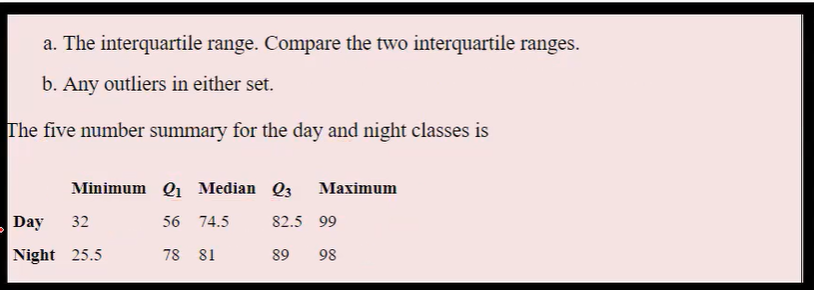 a. The interquartile range. Compare the two interquartile ranges.
b. Any outliers in either set.
The five number summary for the day and night classes is
Minimum Q1 Median Q3 Maximum
Day 32 56 74.5 82.5 99
Night 25.5 78 81 89 98